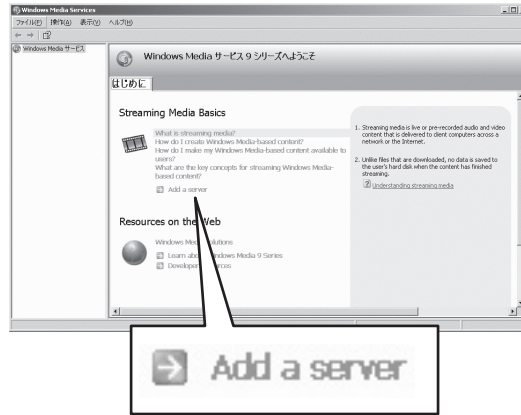 Windows Media Services
ファイル(F) 操作(A) 表示(V) ヘルプ(H)
Windows Media サービス
Windows Media サービス 9 シリーズへようこそ
はじめに
Streaming Media Basics
What is streaming media?
How do I create Windows Media-based content?
How do I make my Windows Media-based content available to
users?
What are the key concepts for streaming Windows Media-
based content?
Add a server
Resources on the Web
Windows Media Solutions
Learn about Windows Media 9 Series
Developer resources
1. Streaming media is live or pre-recorded audio and video
content that is delivered to client computers across a
network or the Internet.
2. Unlike files that are downloaded, no data is saved to
the user's hard disk when the content has finished
streaming.
Understanding streaming media
Add a server